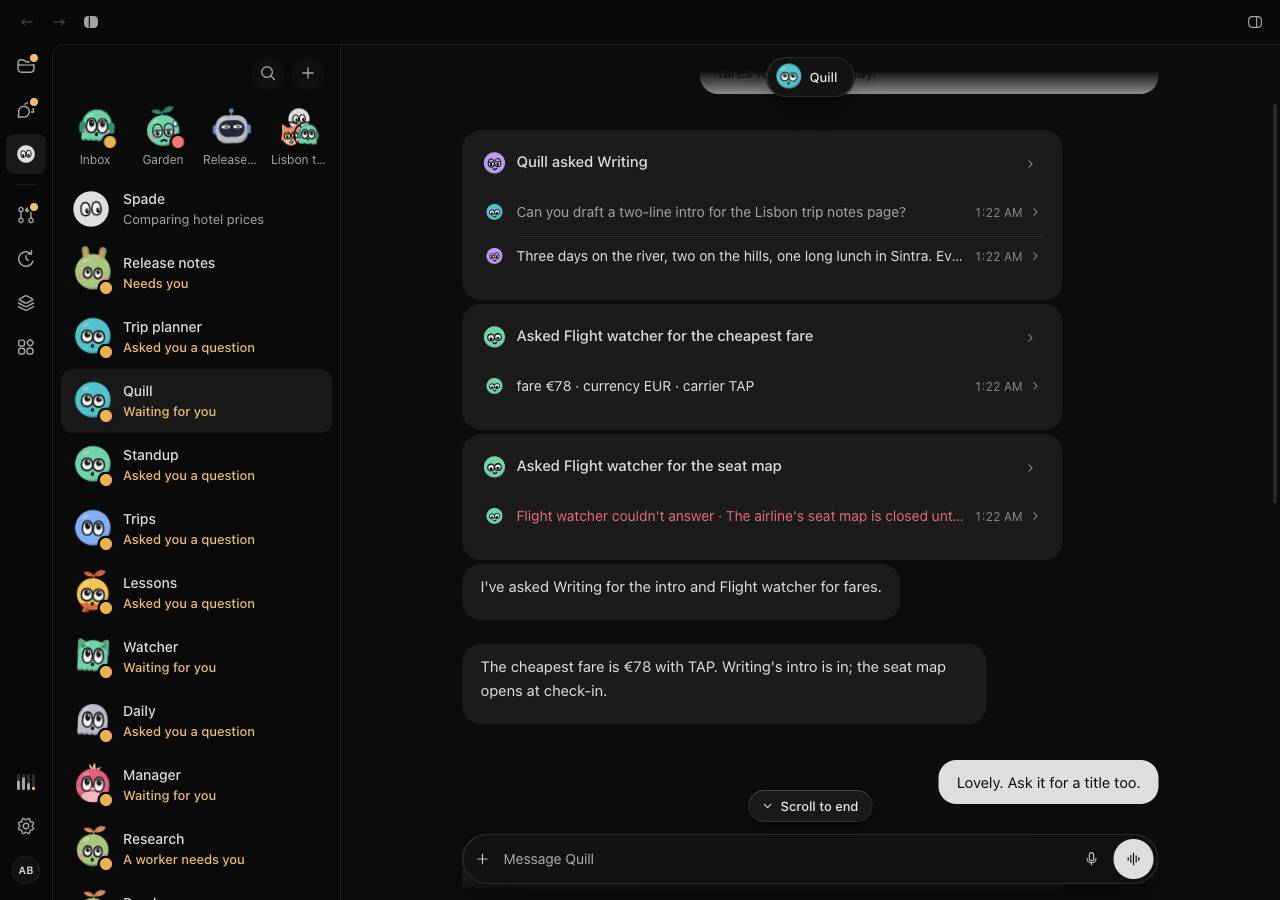 Inbox
Garden
Release...
Lisbon t...
Spade
Comparing hotel prices
Release notes
Needs you
Trip planner
Asked you a question
Quill
Waiting for you
Standup
Asked you a question
Trips
Asked you a question
Lessons
Asked you a question
Watcher
Waiting for you
Daily
Asked you a question
Manager
Waiting for you
Research
A worker needs you
AB
Quill
Quill asked Writing
Can you draft a two-line intro for the Lisbon trip notes page? 1:22 AM
Three days on the river, two on the hills, one long lunch in Sintra. Ev... 1:22 AM
Asked Flight watcher for the cheapest fare
fare €78 · currency EUR · carrier TAP 1:22 AM
Asked Flight watcher for the seat map
Flight watcher couldn't answer · The airline's seat map is closed unt... 1:22 AM
I've asked Writing for the intro and Flight watcher for fares.
The cheapest fare is €78 with TAP. Writing's intro is in; the seat map
opens at check-in.
Lovely. Ask it for a title too.
Scroll to end
Message Quill